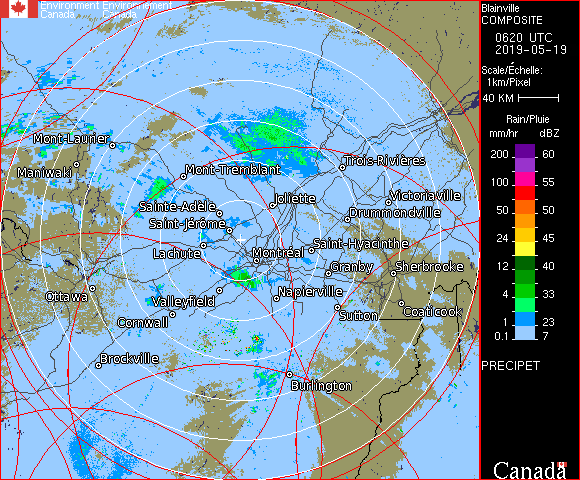 Environment Environnement
Canada Canada
Mont-Laurier
Maniwaki
Mont-Tremblant
Trois-Rivières
Sainte-Adèle
Joliette
Victoriaville
Drummondville
Saint-Jérôme
Lachute
Montréal
Saint-Hyacinthe
Granby
Sherbrooke
Ottawa
Valleyfield
Napierville
Cornwall
Sutton
Coaticook
Brockville
Burlington
Blainville
COMPOSITE
0620 UTC
2019-05-19
Scale/Échelle:
1km/Pixel
40 KM
Rain/Pluie
mm/hr dBZ
200 60
100 55
50 50
24 45
12 40
4 33
1 23
0.1 7
PRECIPET
Canada